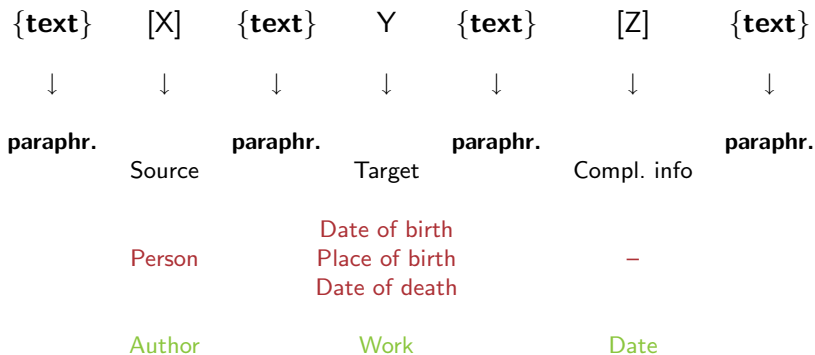 {text} [X] {text} Y {text} [Z] {text}
↓ ↓ ↓ ↓ ↓ ↓ ↓
paraphr. paraphr. paraphr. paraphr.
Source Target Compl. info
Date of birth
Person Place of birth –
Date of death
Author Work Date